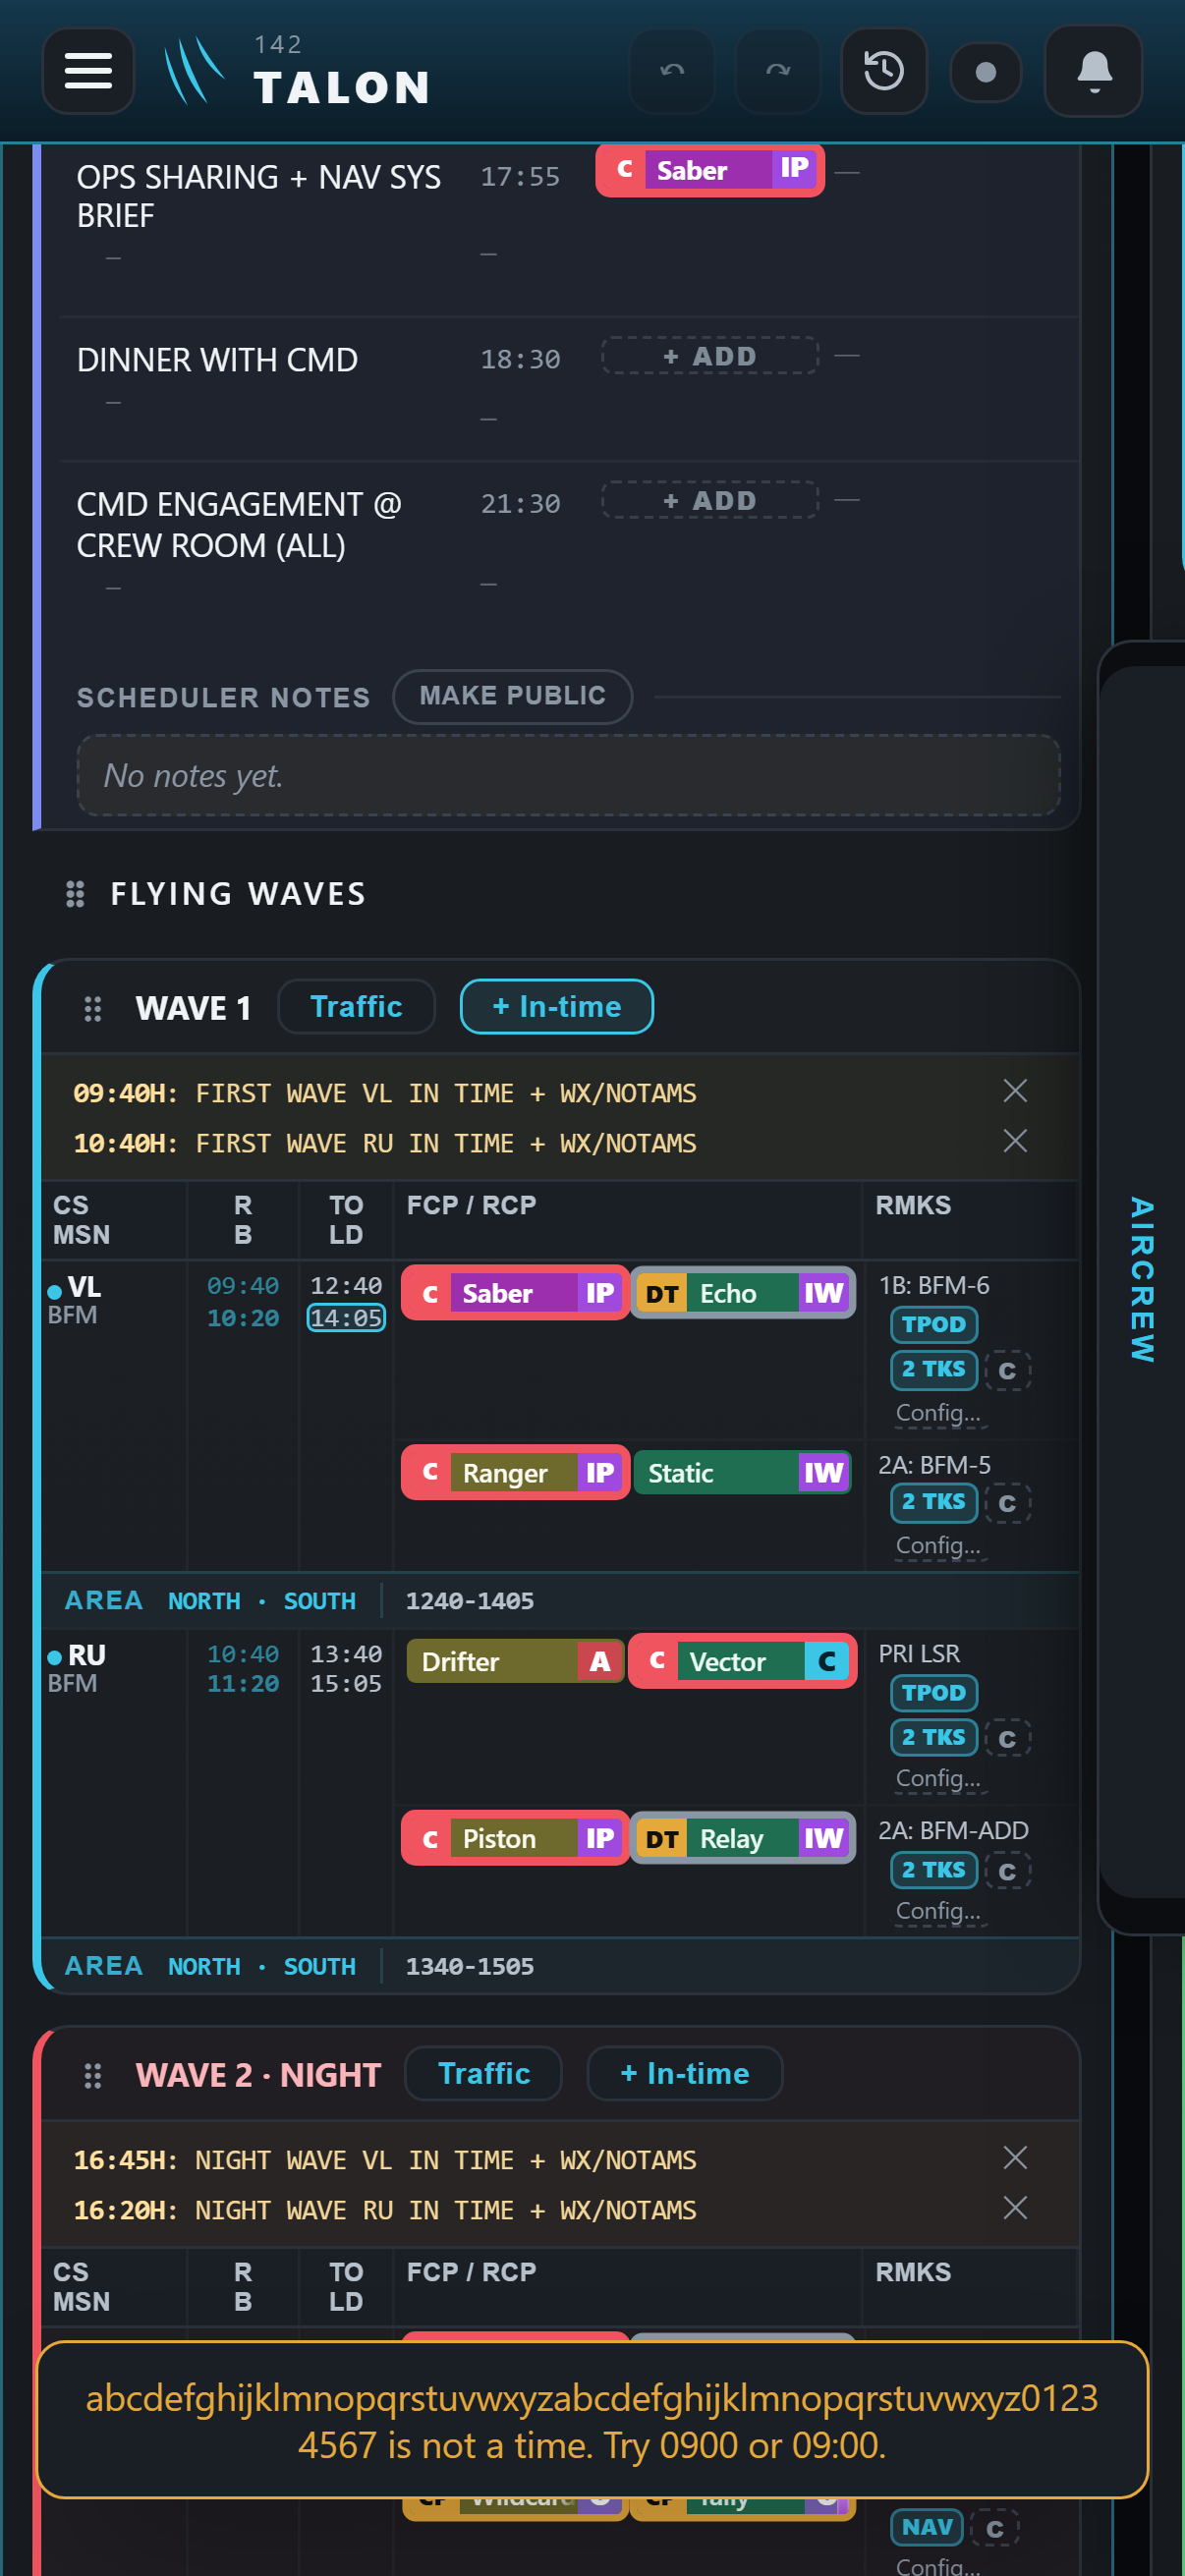 142
TALON
OPS SHARING + NAV SYS
BRIEF
17:55
C Saber IP —
—
—
DINNER WITH CMD
18:30
+ ADD —
—
—
CMD ENGAGEMENT @
CREW ROOM (ALL)
21:30
+ ADD —
—
—
SCHEDULER NOTES MAKE PUBLIC
No notes yet.
FLYING WAVES
WAVE 1 Traffic + In-time
09:40H: FIRST WAVE VL IN TIME + WX/NOTAMS
10:40H: FIRST WAVE RU IN TIME + WX/NOTAMS
CS R TO FCP / RCP RMKS
MSN B LD
VL 09:40 12:40 C Saber IP DT Echo IW 1B: BFM-6
BFM 10:20 14:05 TPOD
2 TKS C
Config...
C Ranger IP Static IW 2A: BFM-5
2 TKS C
Config...
AREA NORTH · SOUTH 1240-1405
RU 10:40 13:40 Drifter A C Vector C PRI LSR
BFM 11:20 15:05 TPOD
2 TKS C
Config...
C Piston IP DT Relay IW 2A: BFM-ADD
2 TKS C
Config...
AREA NORTH · SOUTH 1340-1505
AIRCREW
WAVE 2 · NIGHT Traffic + In-time
16:45H: NIGHT WAVE VL IN TIME + WX/NOTAMS
16:20H: NIGHT WAVE RU IN TIME + WX/NOTAMS
CS R TO FCP / RCP RMKS
MSN B LD
abcdefghijklmnopqrstuvwxyzabcdefghijklmnopqrstuvwxyz0123
4567 is not a time. Try 0900 or 09:00.
NAV C
Config...